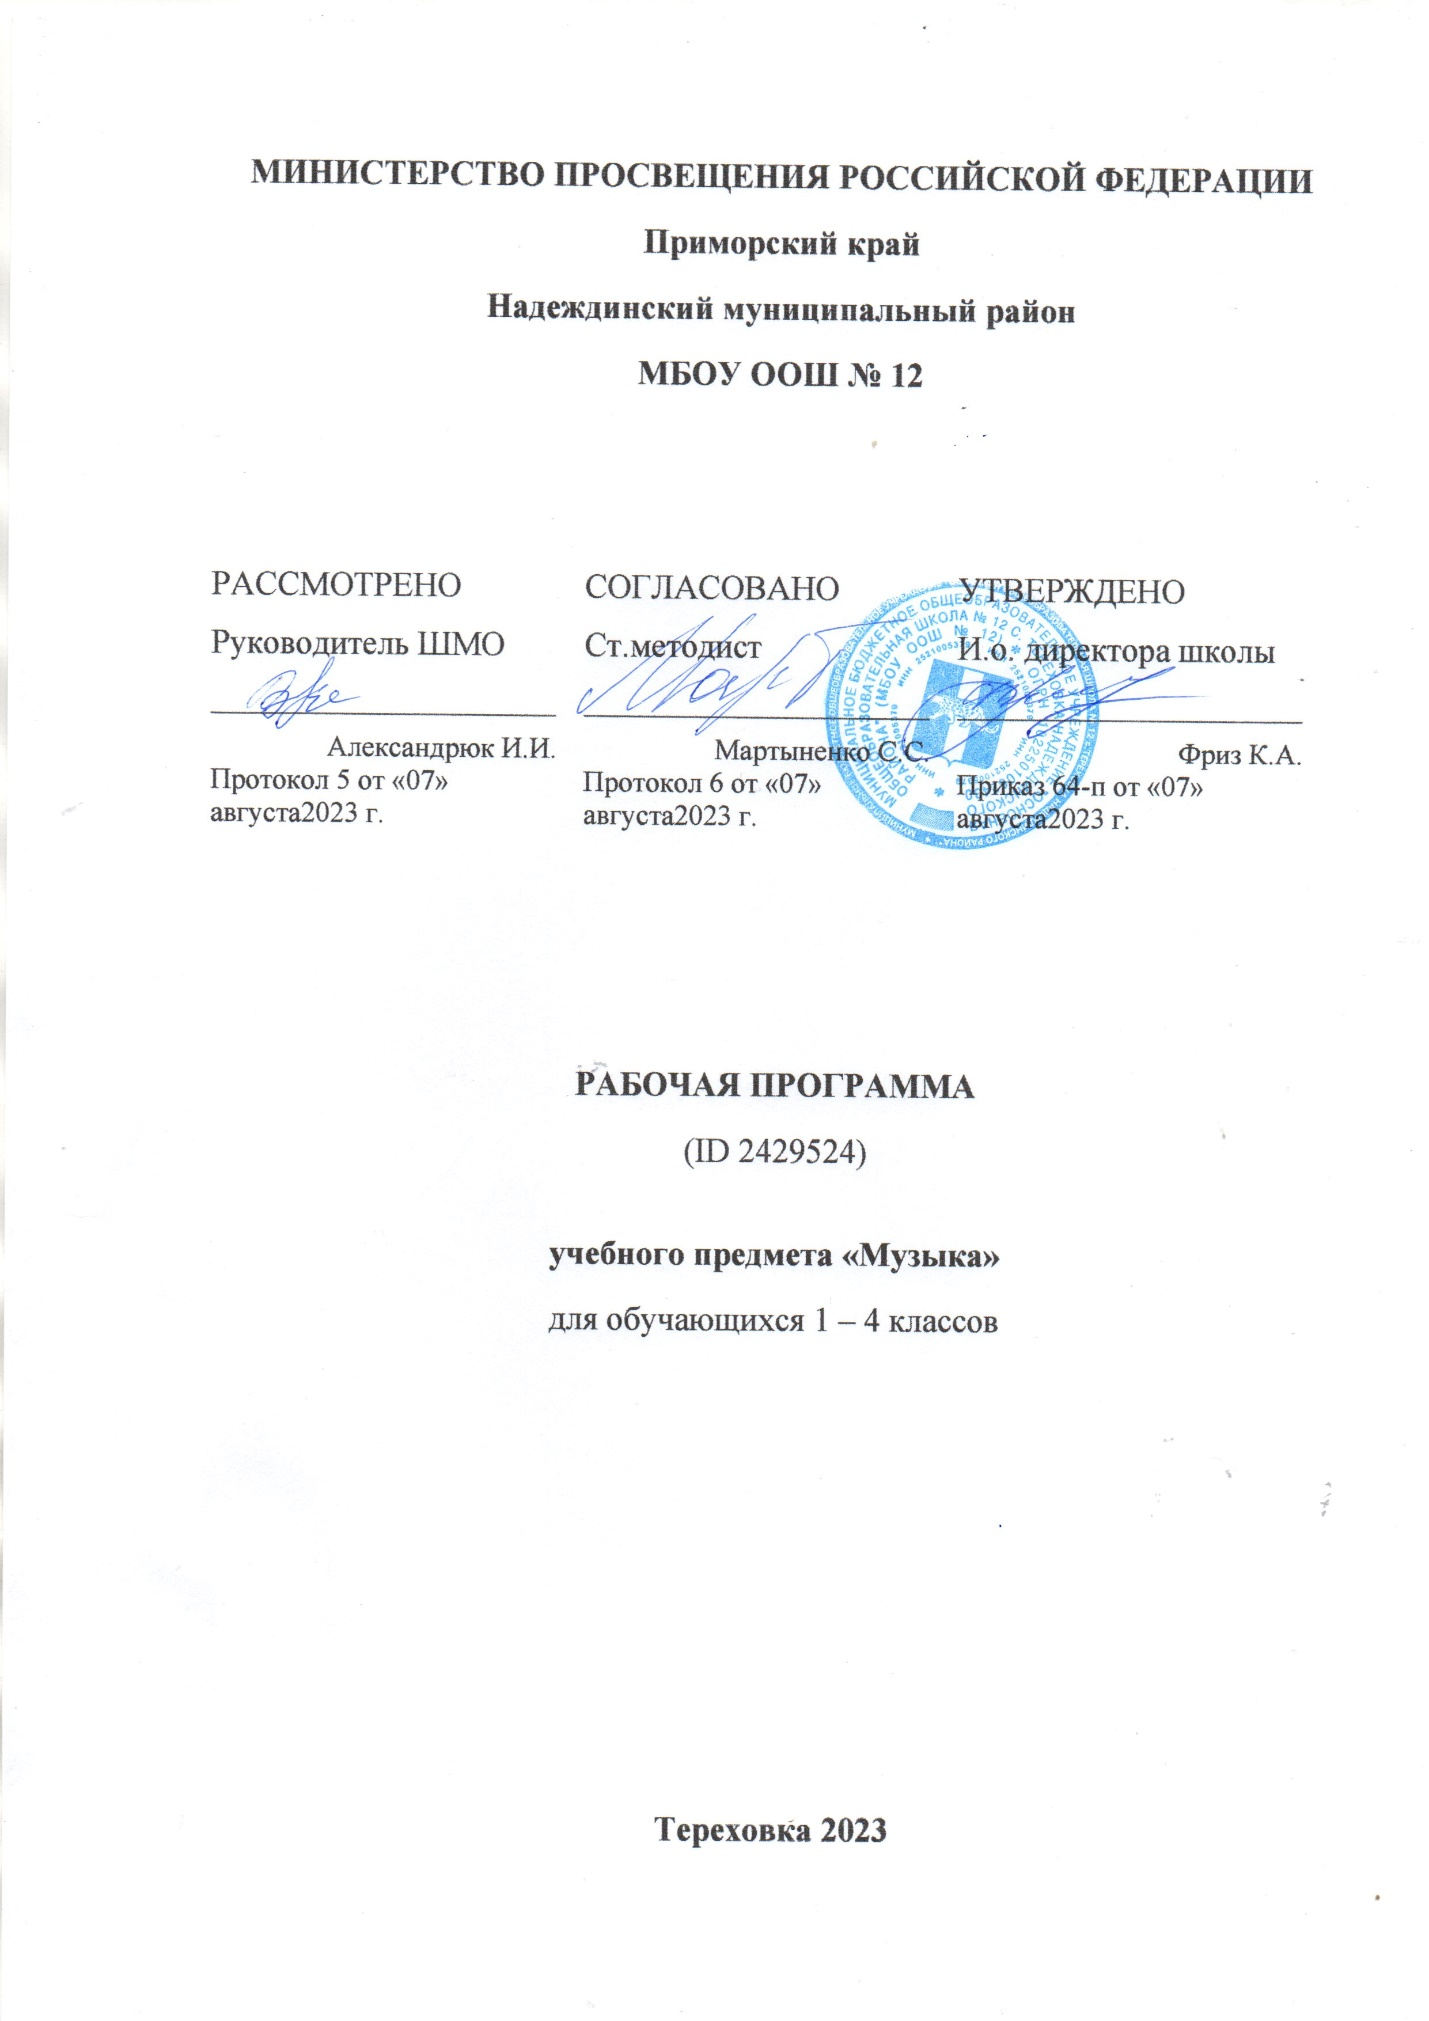 МИНИСТЕРСТВО ПРОСВЕЩЕНИЯ РОССИЙСКОЙ ФЕДЕРАЦИИ
Приморский край
Надеждинский муниципальный район
МБОУ ООШ № 12
РАССМОТРЕНО
Руководитель ШМО
Александрюк И.И.
Протокол 5 от «07»
августа2023 г.
СОГЛАСОВАНО
Ст.методист
Мартыненко С.С.
Протокол 6 от «07»
августа2023 г.
УТВЕРЖДЕНО
И.о. директора школы
Фриз К.А.
Приказ 64-п от «07»
августа2023 г.
РАБОЧАЯ ПРОГРАММА
(ID 2429524)
учебного предмета «Музыка»
для обучающихся 1 – 4 классов
Тереховка 2023